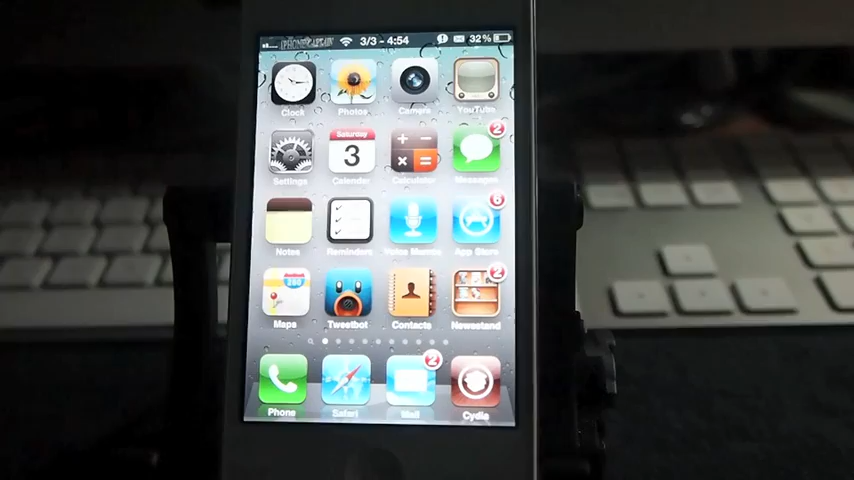 IPHONECAPTAIN 3/3 - 4:54 32%
Clock Photos Camera YouTube
Saturday 2
3
Settings Calendar Calculator Messages
6
Notes Reminders Voice Memos App Store
280 2
Maps Tweetbot Contacts Newsstand
2
Phone Safari Mail Cydia